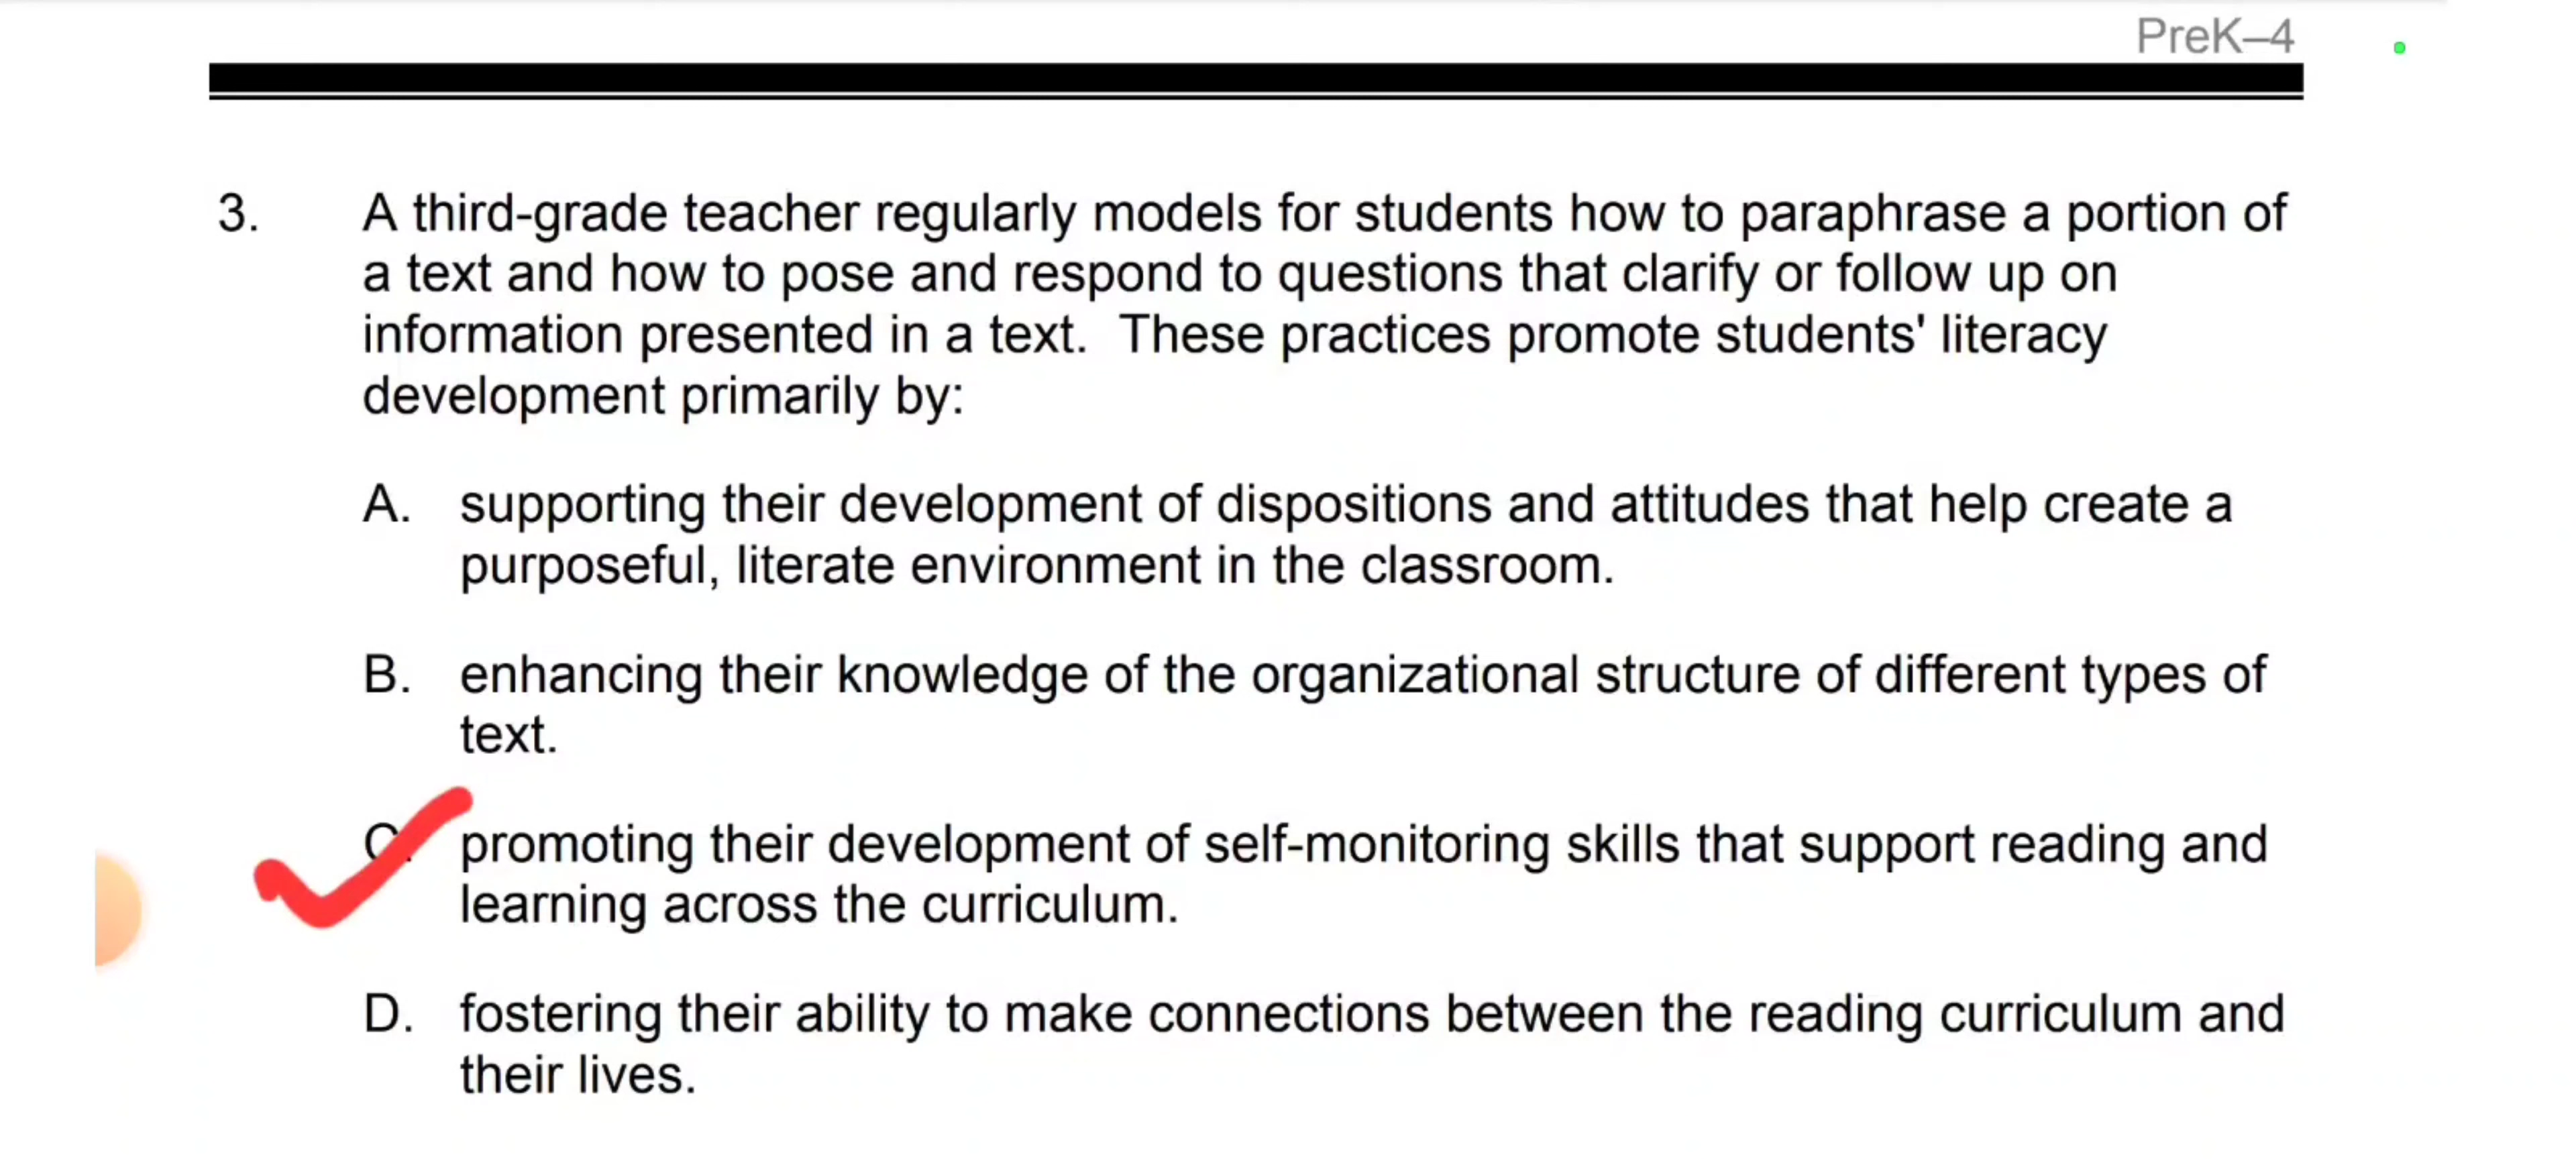 PreK–4
3. A third-grade teacher regularly models for students how to paraphrase a portion of
a text and how to pose and respond to questions that clarify or follow up on
information presented in a text.  These practices promote students' literacy
development primarily by:
A. supporting their development of dispositions and attitudes that help create a
purposeful, literate environment in the classroom.
B. enhancing their knowledge of the organizational structure of different types of
text.
C. promoting their development of self-monitoring skills that support reading and
learning across the curriculum.
D. fostering their ability to make connections between the reading curriculum and
their lives.